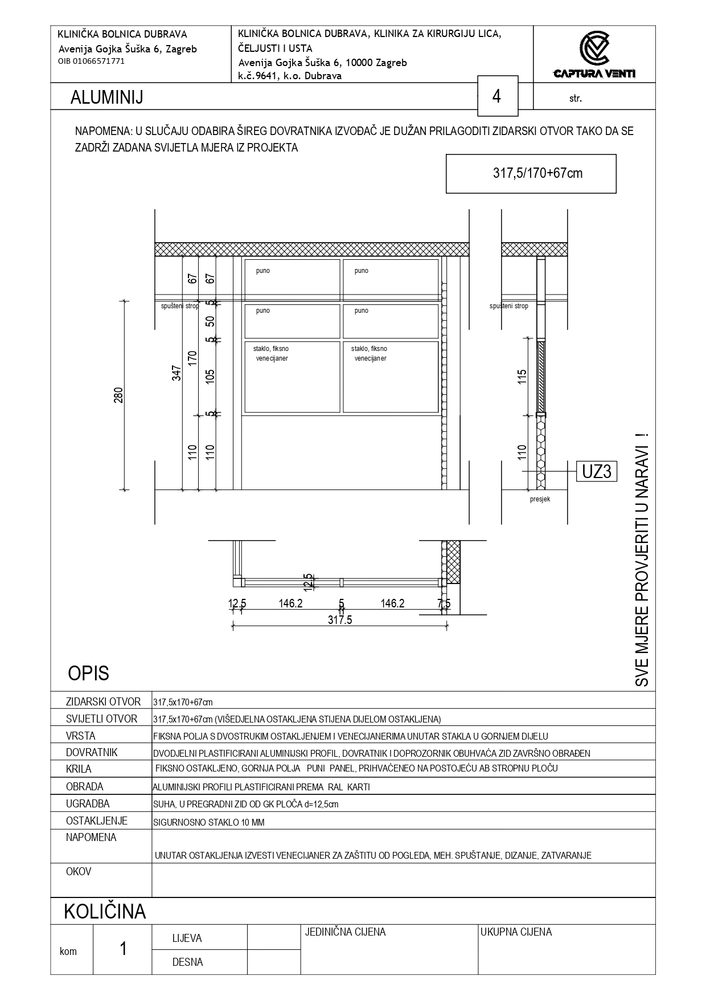 KLINIČKA BOLNICA DUBRAVA
Avenija Gojka Šuška 6, Zagreb
OIB 01066571771
KLINIČKA BOLNICA DUBRAVA, KLINIKA ZA KIRURGIJU LICA,
ČELJUSTI I USTA
Avenija Gojka Šuška 6, 10000 Zagreb
k.č.9641, k.o. Dubrava
CAPTURA VENTI
ALUMINIJ
4
str.
NAPOMENA: U SLUČAJU ODABIRA ŠIREG DOVRATNIKA IZVOĐAČ JE DUŽAN PRILAGODITI ZIDARSKI OTVOR TAKO DA SE
ZADRŽI ZADANA SVIJETLA MJERA IZ PROJEKTA
317,5/170+67cm
puno
puno
67
67
spušteni strop
5
puno
puno
spušteni strop
50
5
staklo, fiksno
venecijaner
staklo, fiksno
venecijaner
280
347
170
105
115
5
110
110
110
UZ3
presjek
SVE MJERE PROVJERITI U NARAVI !
12.5
12.5
146.2
5
146.2
7.5
317.5
OPIS
ZIDARSKI OTVOR 317,5x170+67cm
SVIJETLI OTVOR 317,5x170+67cm (VIŠEDJELNA OSTAKLJENA STIJENA DIJELOM OSTAKLJENA)
VRSTA FIKSNA POLJA S DVOSTRUKIM OSTAKLJENJEM I VENECIJANERIMA UNUTAR STAKLA U GORNJEM DIJELU
DOVRATNIK DVODJELNI PLASTIFICIRANI ALUMINIJSKI PROFIL, DOVRATNIK I DOPROZORNIK OBUHVAĆA ZID ZAVRŠNO OBRAĐEN
KRILA FIKSNO OSTAKLJENO, GORNJA POLJA PUNI PANEL, PRIHVAĆENEO NA POSTOJEĆU AB STROPNU PLOČU
OBRADA ALUMINIJSKI PROFILI PLASTIFICIRANI PREMA RAL KARTI
UGRADBA SUHA, U PREGRADNI ZID OD GK PLOČA d=12,5cm
OSTAKLJENJE SIGURNOSNO STAKLO 10 MM
NAPOMENA
UNUTAR OSTAKLJENJA IZVESTI VENECIJANER ZA ZAŠTITU OD POGLEDA, MEH. SPUŠTANJE, DIZANJE, ZATVARANJE
OKOV
KOLIČINA
kom
1
LIJEVA
DESNA
JEDINIČNA CIJENA
UKUPNA CIJENA